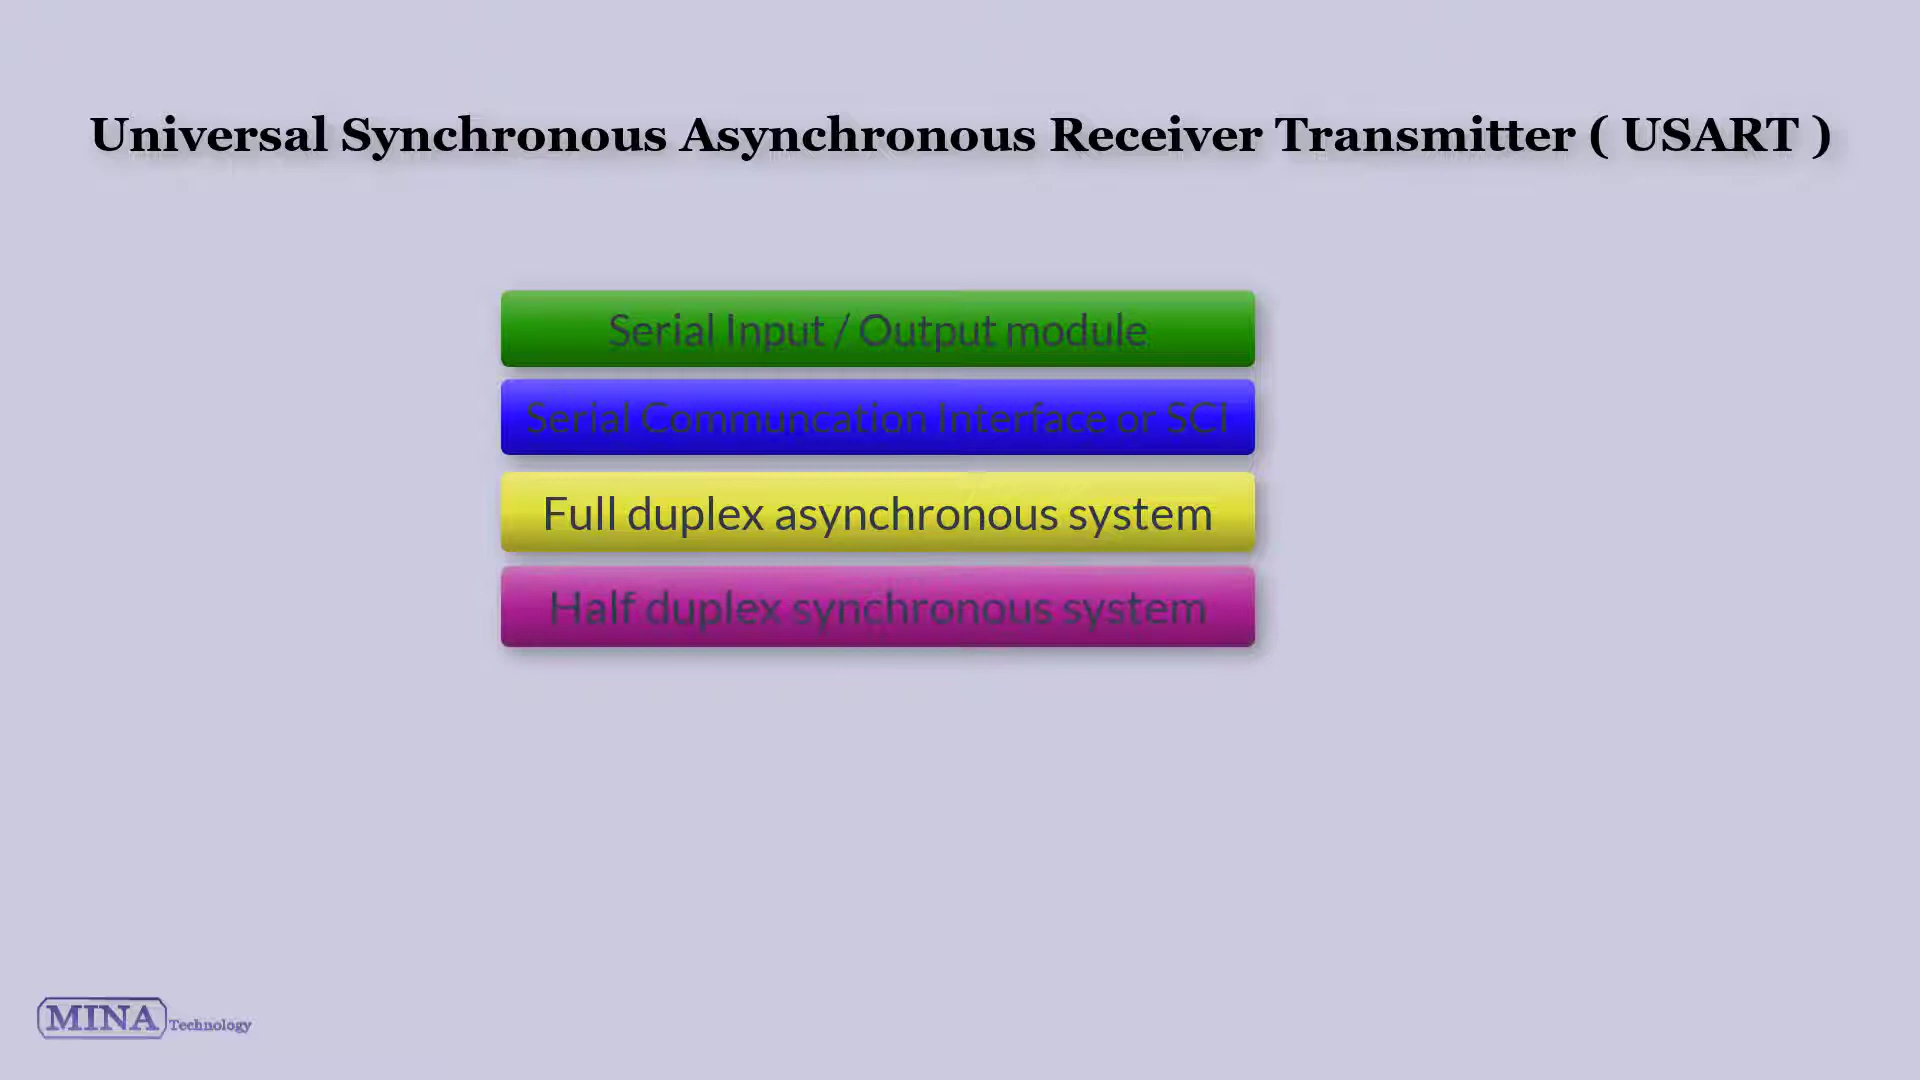 Universal Synchronous Asynchronous Receiver Transmitter ( USART )
Serial Input / Output module
Serial Communcation Interface or SCI
Full duplex asynchronous system
Half duplex synchronous system
MINA Technology